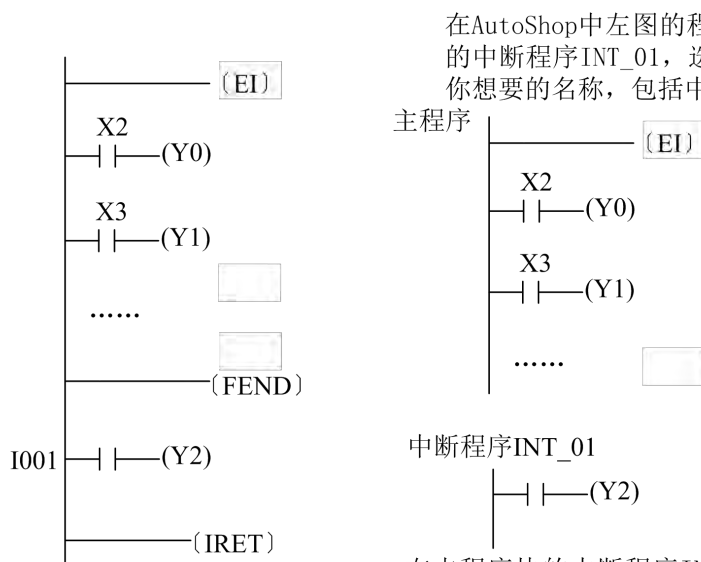 在AutoShop中左图的程
的中断程序INT_01，选
你想要的名称，包括中
主程序
[EI]
X2
(Y0)
X3
(Y1)
……
[FEND]
I001
(Y2)
[IRET]
[EI]
X2
(Y0)
X3
(Y1)
……
中断程序INT_01
(Y2)